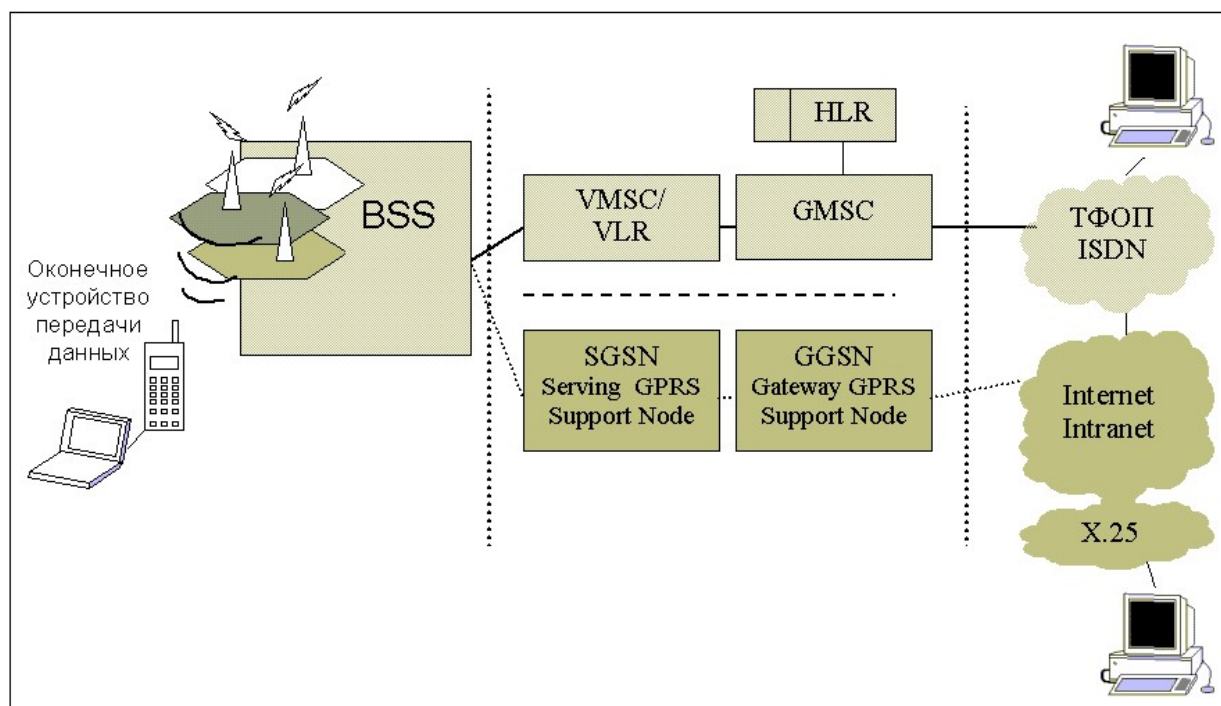 HLR
BSS
VMSC/
VLR
GMSC
ТФОП
ISDN
Оконечное
устройство
передачи
данных
SGSN
Serving GPRS
Support Node
GGSN
Gateway GPRS
Support Node
Internet
Intranet
X.25